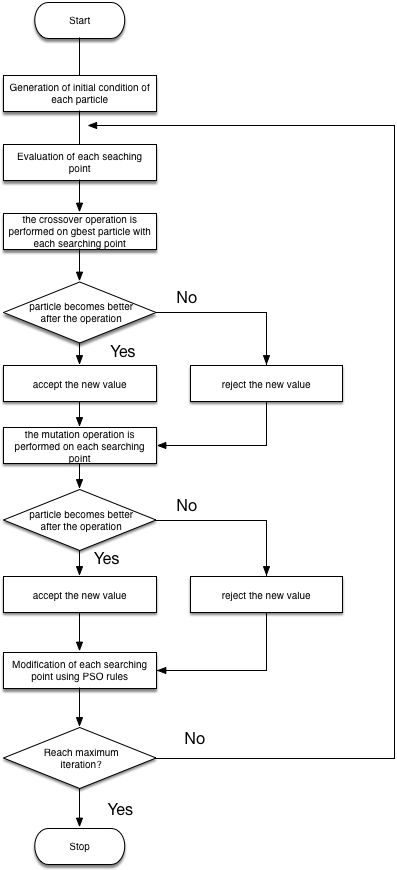 Start
Generation of initial condition of
each particle
Evaluation of each seaching
point
the crossover operation is
performed on gbest particle with
each searching point
particle becomes better
after the operation
No
Yes
accept the new value
reject the new value
the mutation operation is
performed on each searching
point
particle becomes better
after the operation
No
Yes
accept the new value
reject the new value
Modification of each searching
point using PSO rules
Reach maximum
iteration?
No
Yes
Stop